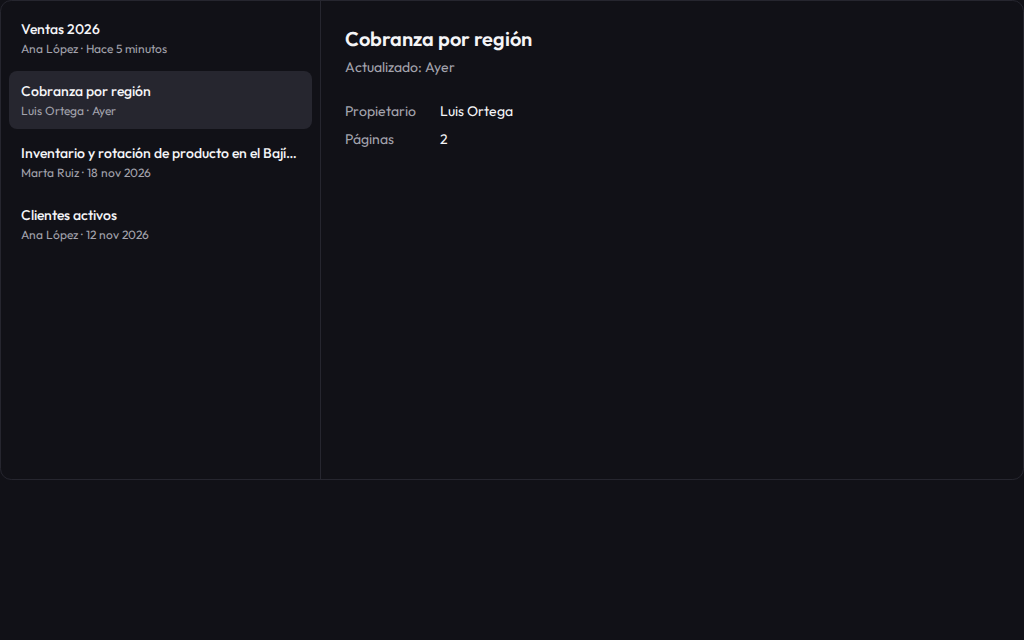 Ventas 2026
Ana López · Hace 5 minutos
Cobranza por región
Luis Ortega · Ayer
Inventario y rotación de producto en el Bají…
Marta Ruiz · 18 nov 2026
Clientes activos
Ana López · 12 nov 2026
Cobranza por región
Actualizado: Ayer
Propietario Luis Ortega
Páginas 2